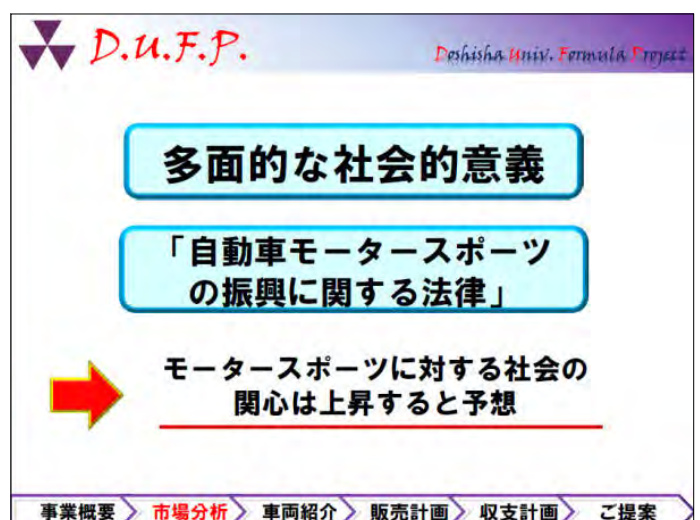 D.U.F.P.
Doshisha Univ. Formula Project
多面的な社会的意義
「自動車モータースポーツ
の振興に関する法律」
モータースポーツに対する社会の
関心は上昇すると予想
事業概要 市場分析 車両紹介 販売計画 収支計画 ご提案